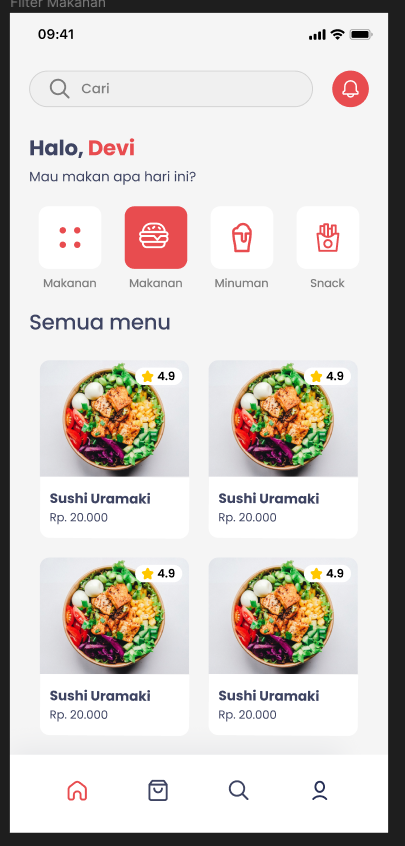 Filter Makanan
09:41
Cari
Halo, Devi
Mau makan apa hari ini?
Makanan Makanan Minuman Snack
Semua menu
4.9 4.9
Sushi Uramaki Sushi Uramaki
Rp. 20.000 Rp. 20.000
4.9 4.9
Sushi Uramaki Sushi Uramaki
Rp. 20.000 Rp. 20.000